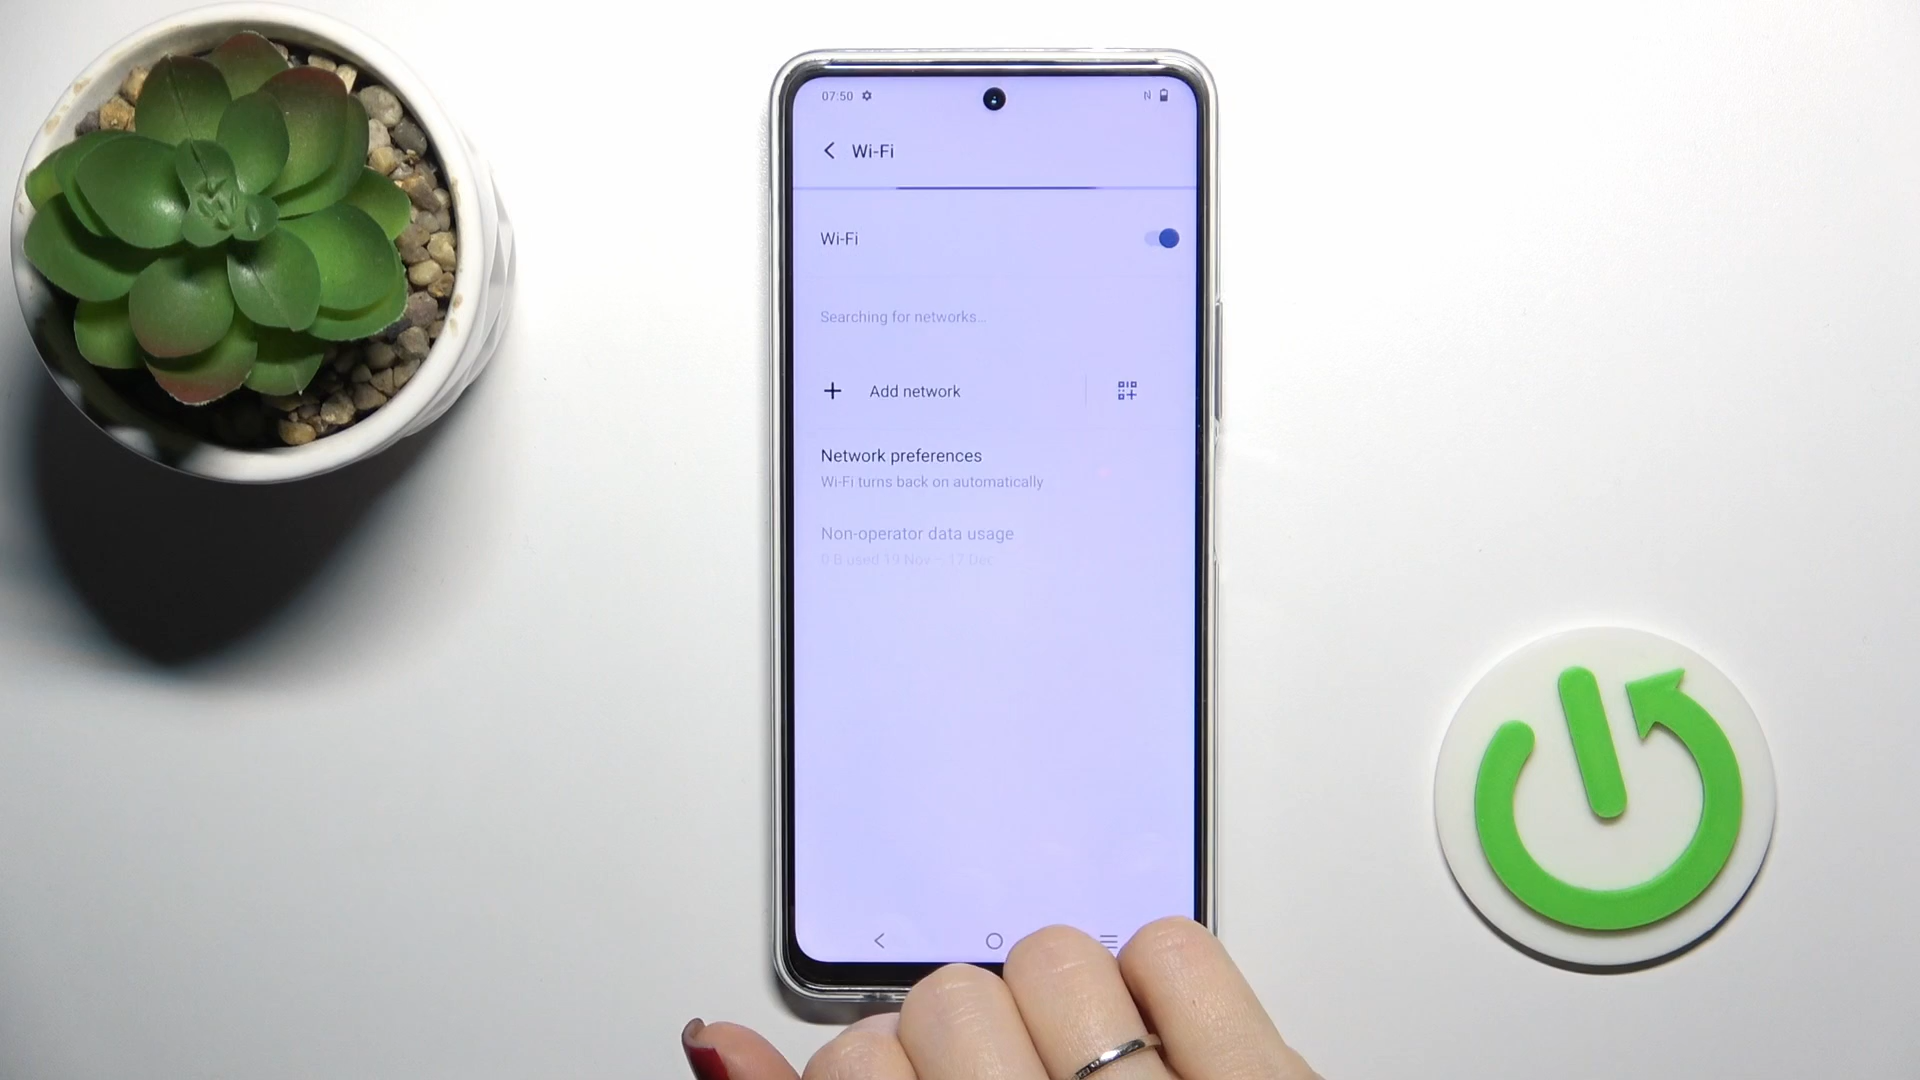 07:50 N
Wi-Fi
Wi-Fi
Searching for networks...
Add network
Network preferences
Wi-Fi turns back on automatically
Non-operator data usage
0 B used 19 Nov – 17 Dec